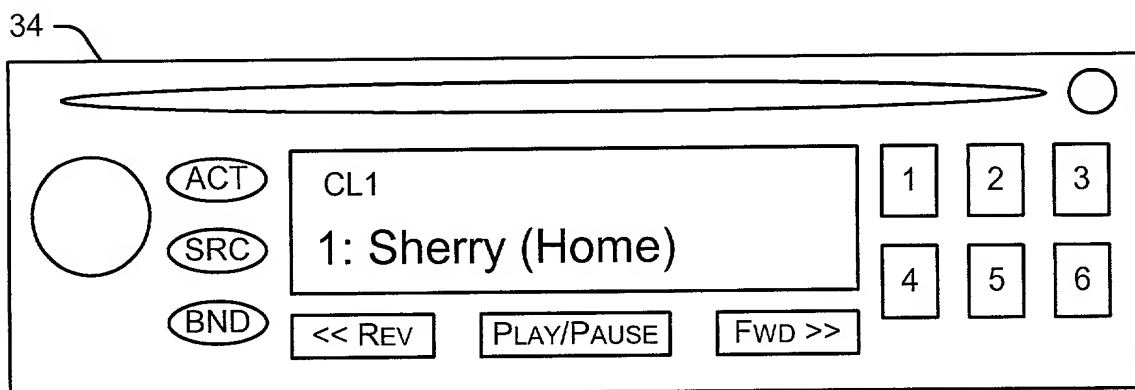 34
ACT
SRC
BND
CL1
1: Sherry (Home)
<< REV
PLAY/PAUSE
FWD >>
1
2
3
4
5
6